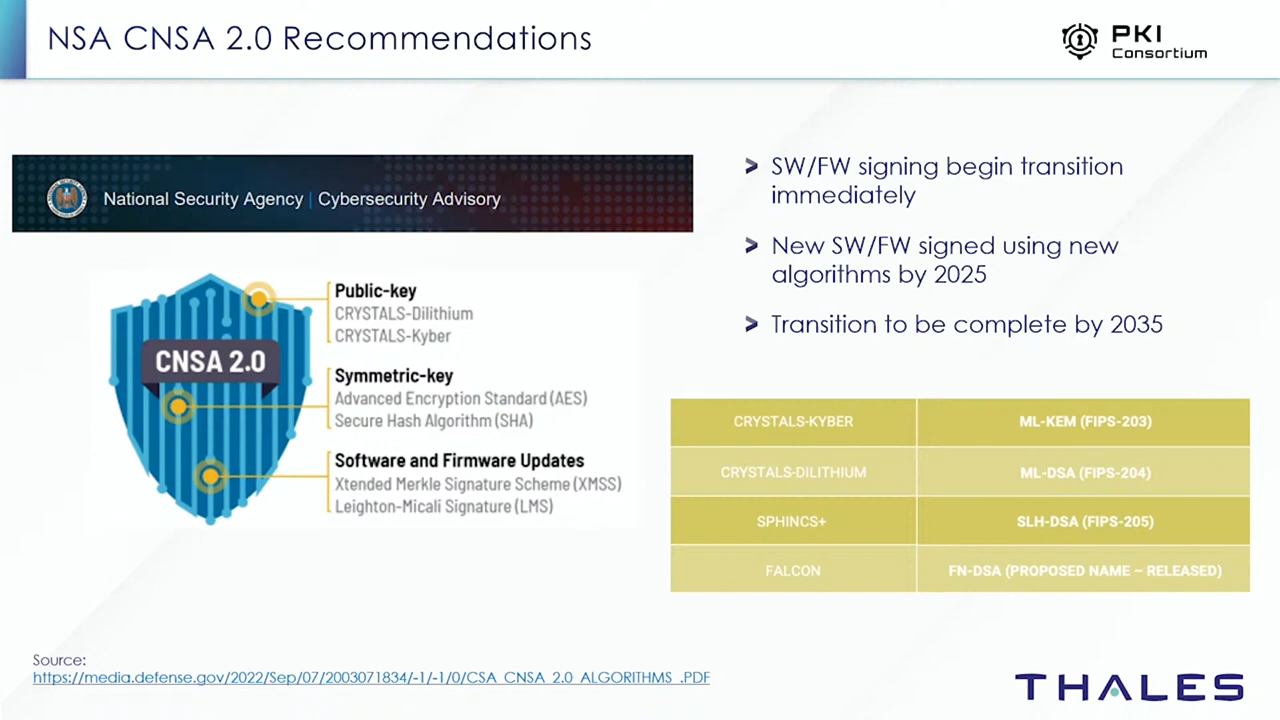 NSA CNSA 2.0 Recommendations
PKI
Consortium
National Security Agency | Cybersecurity Advisory
CNSA 2.0
Public-key
CRYSTALS-Dilithium
CRYSTALS-Kyber
Symmetric-key
Advanced Encryption Standard (AES)
Secure Hash Algorithm (SHA)
Software and Firmware Updates
Xtended Merkle Signature Scheme (XMSS)
Leighton-Micali Signature (LMS)
> SW/FW signing begin transition
immediately
> New SW/FW signed using new
algorithms by 2025
> Transition to be complete by 2035
CRYSTALS-KYBER ML-KEM (FIPS-203)
CRYSTALS-DILITHIUM ML-DSA (FIPS-204)
SPHINCS+ SLH-DSA (FIPS-205)
FALCON FN-DSA (PROPOSED NAME – RELEASED)
Source:
https://media.defense.gov/2022/Sep/07/2003071834/-1/-1/0/CSA_CNSA_2.0_ALGORITHMS_.PDF
THALES